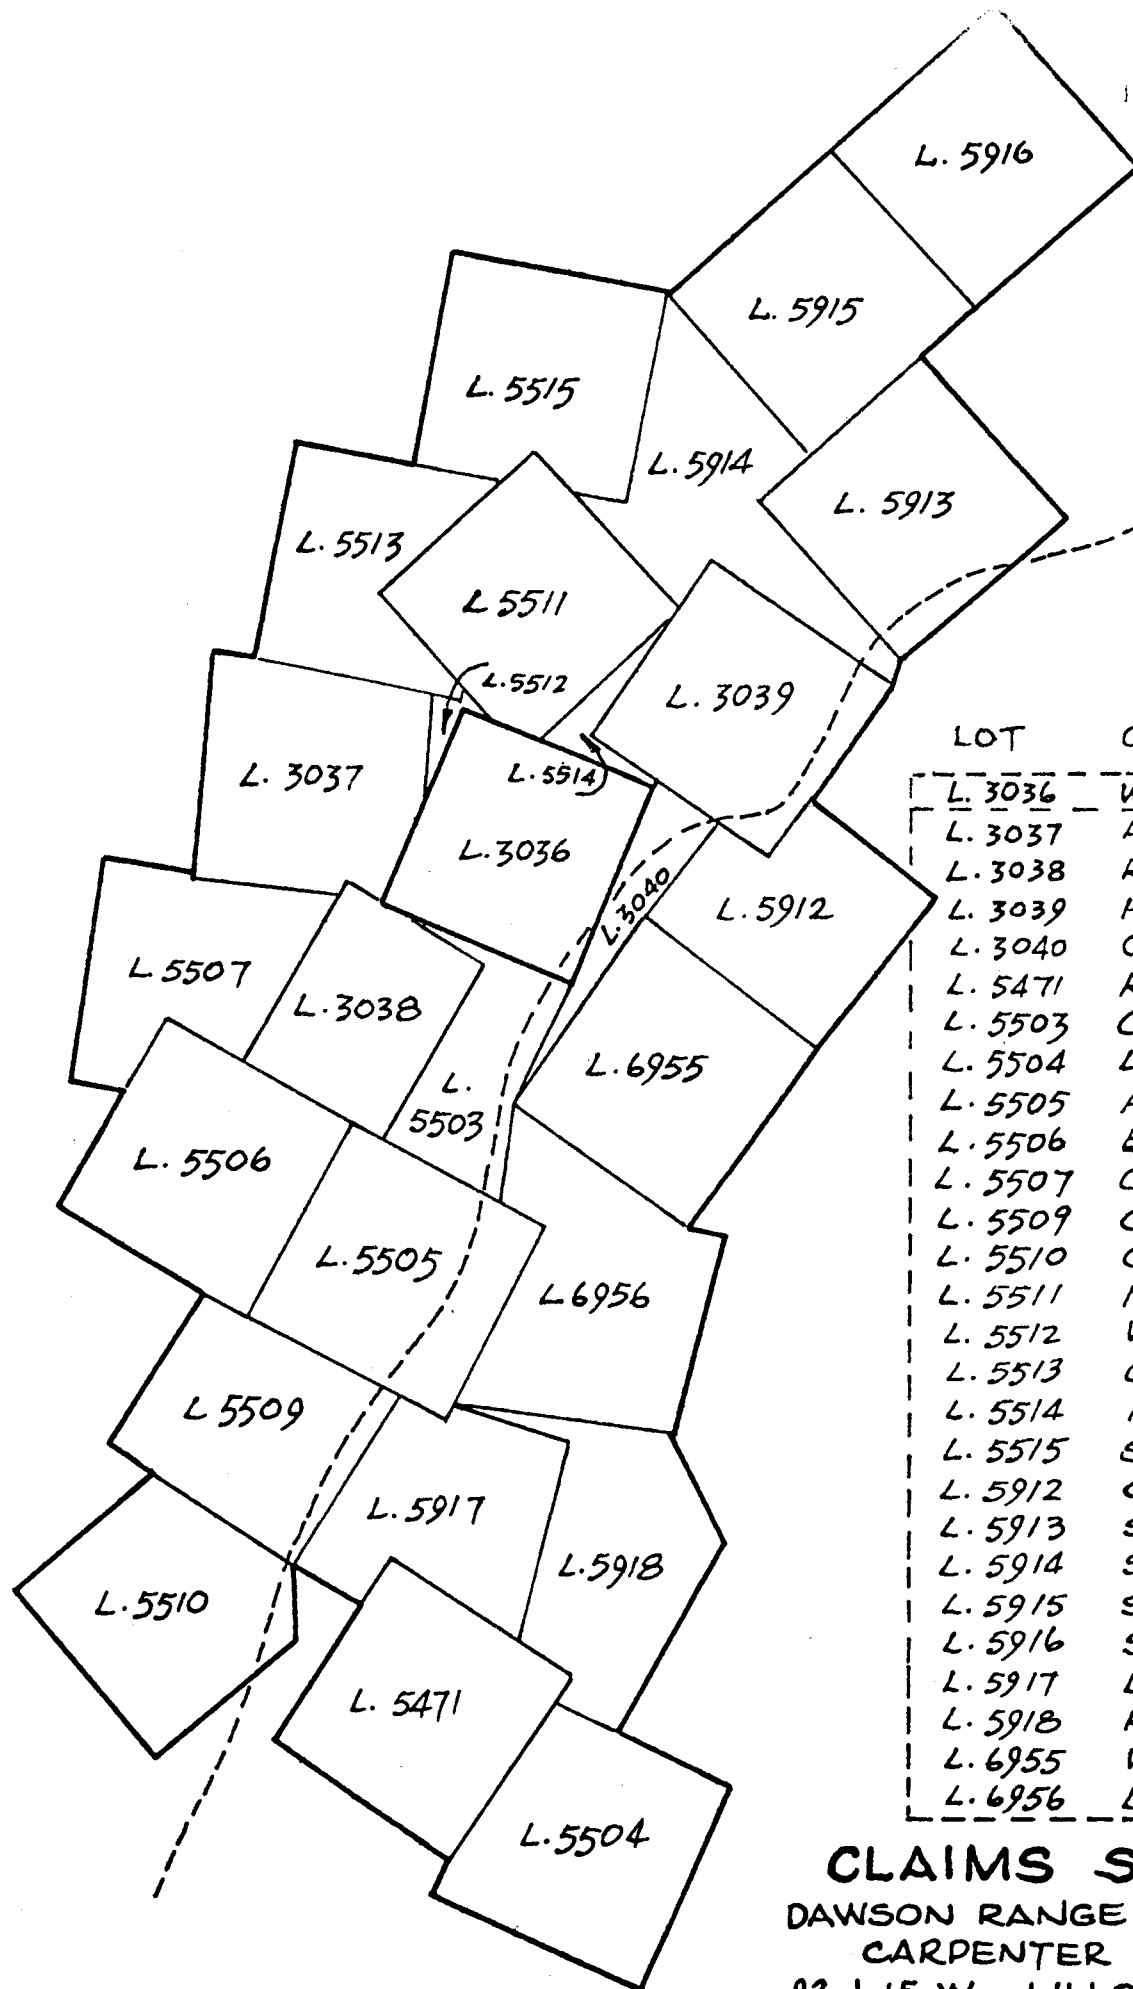 L. 5916
L. 5915
L. 5515
L. 5914
L. 5913
L. 5513
L 5511
L. 5512
L. 3039
L. 3037
L. 5514
L. 3036
L. 3040
L. 5912
L. 5507
L. 3038
L. 6955
L.
5503
L. 5506
L. 5505
L 6956
L 5509
L. 5917
L. 5918
L. 5510
L. 5471
L. 5504
LOT
L. 3036
L. 3037
L. 3038
L. 3039
L. 3040
L. 5471
L. 5503
L. 5504
L. 5505
L. 5506
L. 5507
L. 5509
L. 5510
L. 5511
L. 5512
L. 5513
L. 5514
L. 5515
L. 5912
L. 5913
L. 5914
L. 5915
L. 5916
L. 5917
L. 5918
L. 6955
L. 6956
CLAIMS S
DAWSON RANGE
CARPENTER